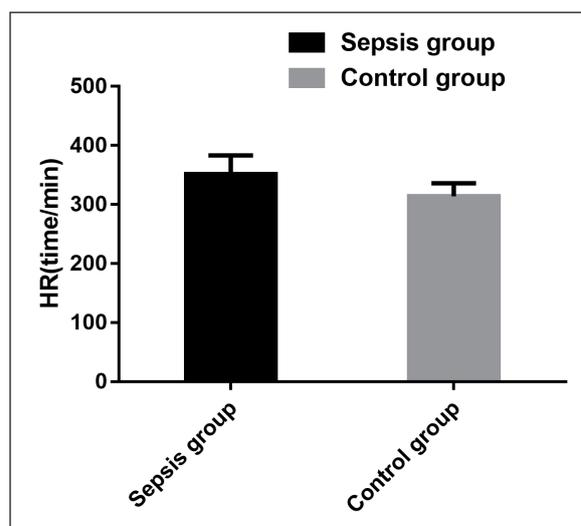 Sepsis group
Control group
HR(time/min)
500
400
300
200
100
0
Sepsis group
Control group